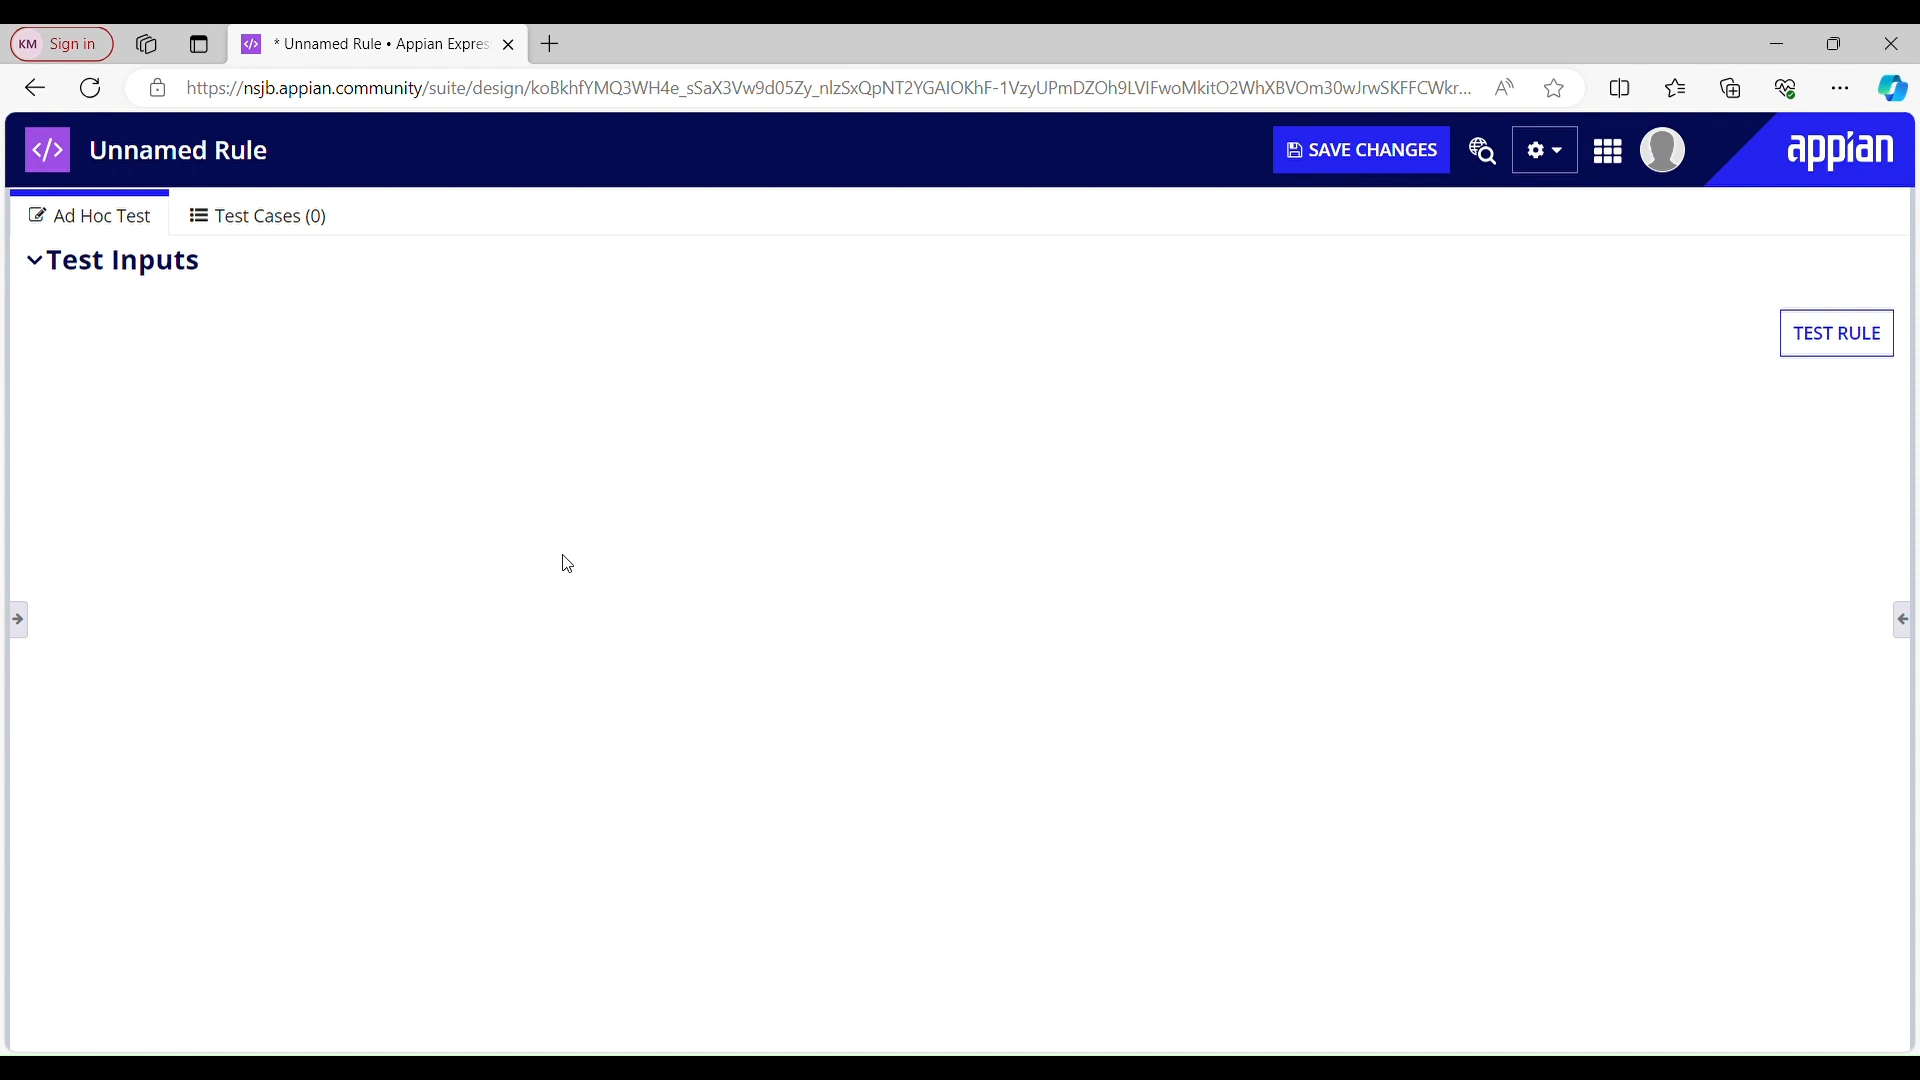 KM Sign in
* Unnamed Rule • Appian Expres
https://nsjb.appian.community/suite/design/koBkhfYMQ3WH4e_sSaX3Vw9d05Zy_nlzSxQpNT2YGAIOKhF-1VzyUPmDZOh9LVIFwoMkitO2WhXBVOm30wJrwSKFFCWkr...
Unnamed Rule
SAVE CHANGES
appian
Ad Hoc Test
Test Cases (0)
Test Inputs
TEST RULE